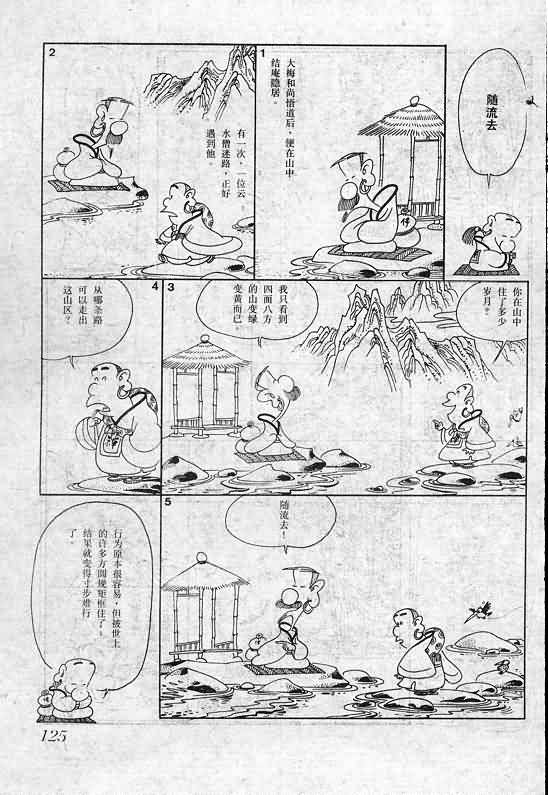 随流去
1
大梅和尚悟道后，便在山中
结庵隐居。
2
有一次，一位云
水僧迷路，正好
遇到他。
3
你在山中
住了多少
岁月？
我只看到
四面八方
的山变绿
变黄而已
4
从哪条路
可以走出
这山区？
5
随流去！
行为原本很容易，但被世上
的许多方圆规矩框住了，
结果就变得寸步难行
了。
125